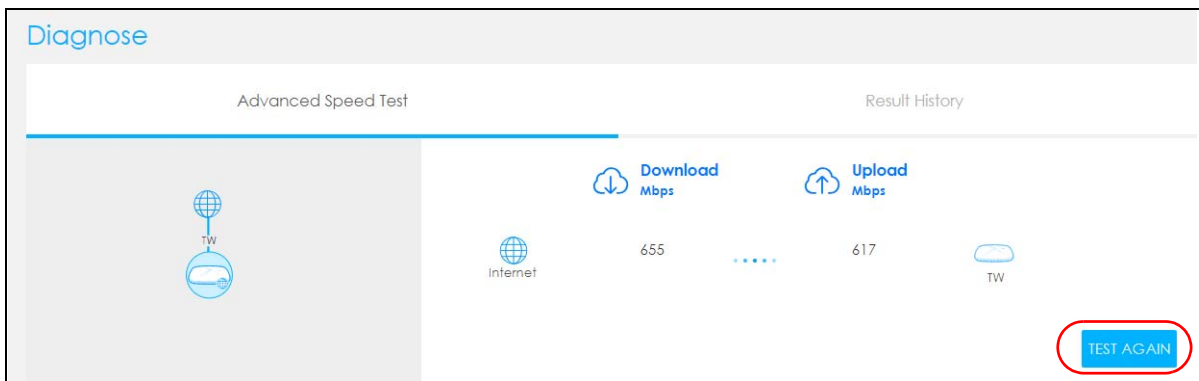 Diagnose
Advanced Speed Test
Result History
Download
Mbps
Upload
Mbps
TW
Internet
655
617
TW
TEST AGAIN